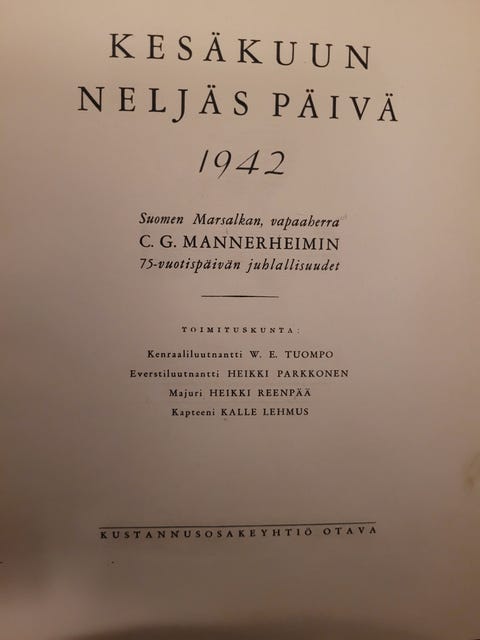 KESÄKUUN
NELJÄS PÄIVÄ
1942
Suomen Marsalkan, vapaaherra
C. G. MANNERHEIMIN
75-vuotispäivän juhlallisuudet
TOIMITUSKUNTA:
Kenraaliluutnantti W. E. TUOMPO
Everstiluutnantti HEIKKI PARKKONEN
Majuri HEIKKI REENPÄÄ
Kapteeni KALLE LEHMUS
KUSTANNUSOSAKEYHTIÖ OTAVA